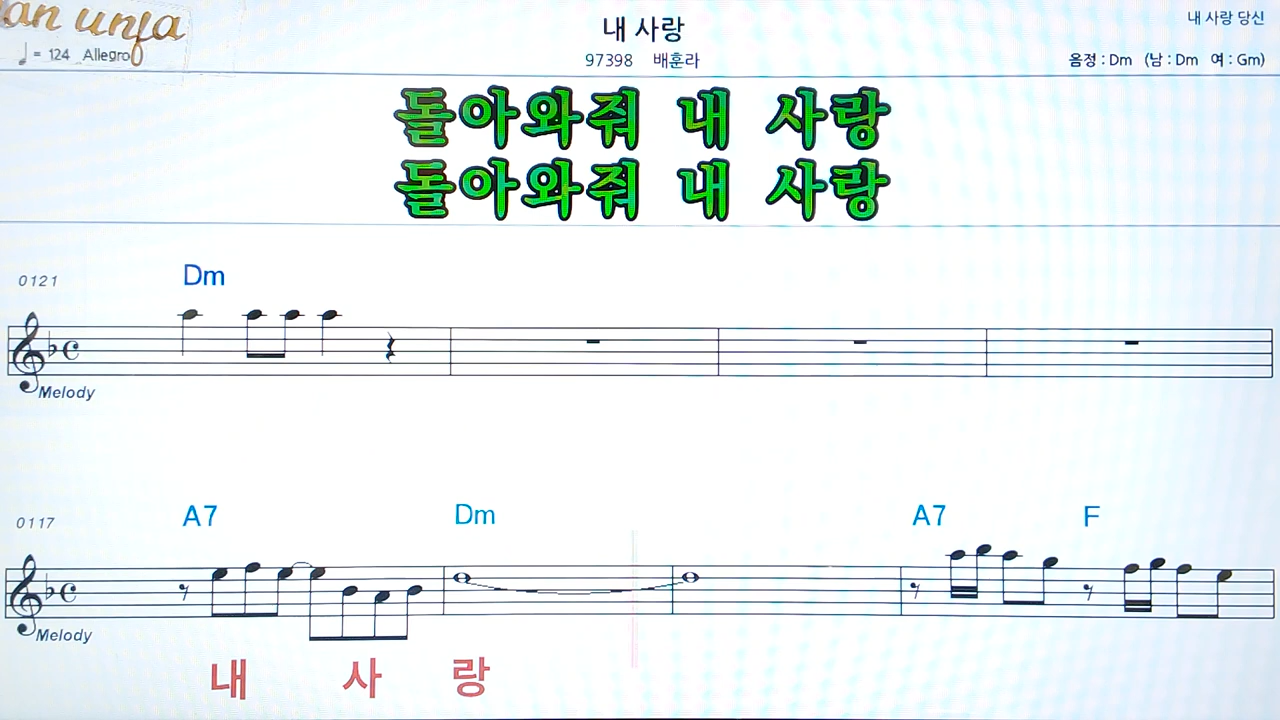 an unfa
♩ = 124 Allegro
내 사랑
97398 배훈라
내 사랑 당신
음정 : Dm (남 : Dm 여 : Gm)
돌아와줘 내 사랑
돌아와줘 내 사랑
0121
Dm
Melody
0117
A7 Dm A7 F
Melody
내 사 랑